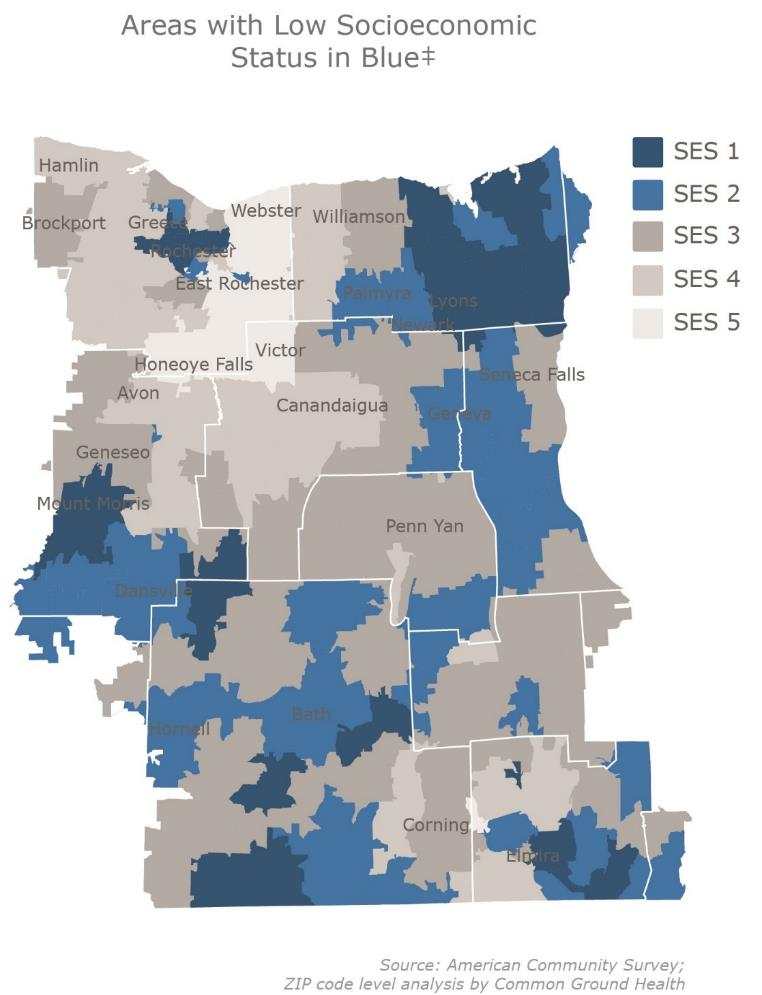 Areas with Low Socioeconomic
Status in Blue‡
SES 1
SES 2
SES 3
SES 4
SES 5
Hamlin
Brockport
Greece
Webster
Williamson
Rochester
East Rochester
Palmyra
Lyons
Newark
Honeoye Falls
Victor
Avon
Canandaigua
Seneca Falls
Geneva
Geneseo
Mount Morris
Penn Yan
Dansville
Hornell
Bath
Corning
Elmira
Source: American Community Survey;
ZIP code level analysis by Common Ground Health